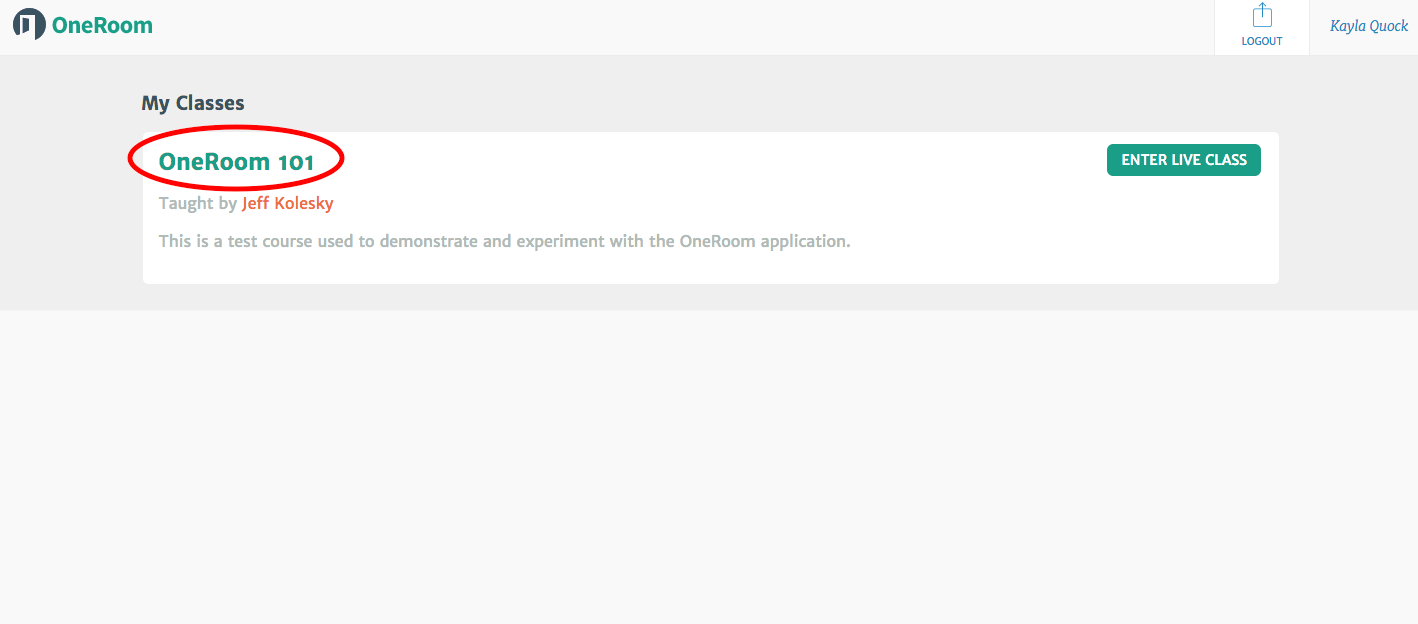 OneRoom
LOGOUT
Kayla Quock
My Classes
OneRoom 101
ENTER LIVE CLASS
Taught by Jeff Kolesky
This is a test course used to demonstrate and experiment with the OneRoom application.